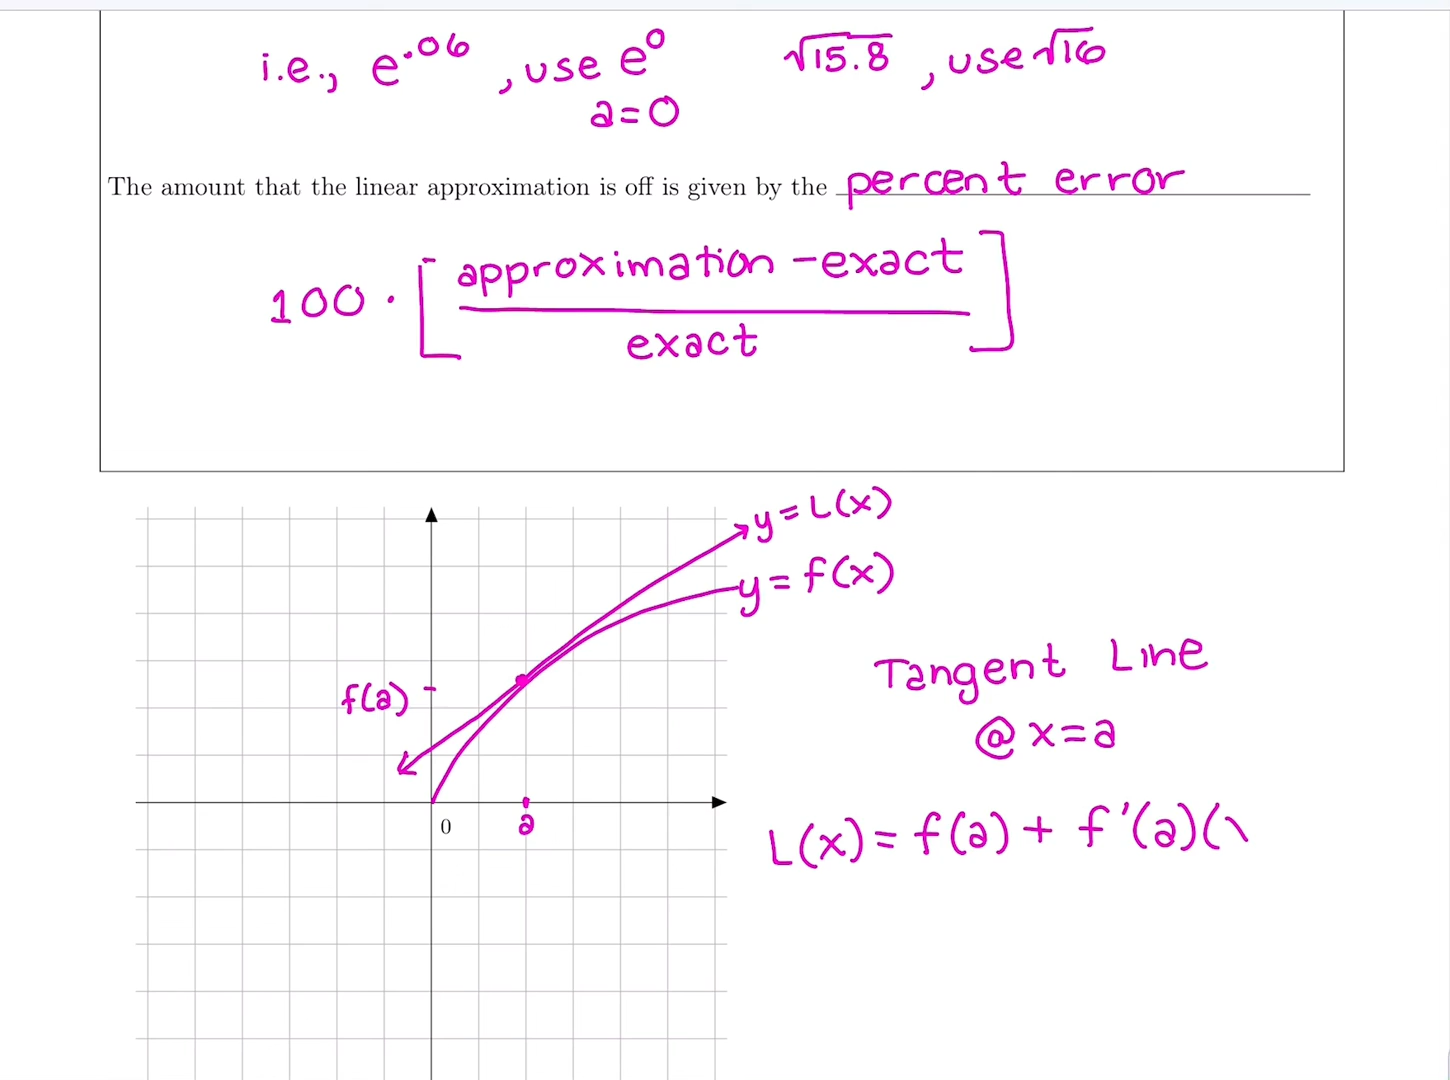 i.e., e^.06 , use e^0 √15.8 , use √16
a=0
The amount that the linear approximation is off is given by the percent error
100 · [ approximation - exact / exact ]
y = L(x)
y = f(x)
f(a)
Tangent Line
@ x=a
0
a
L(x) = f(a) + f'(a)(